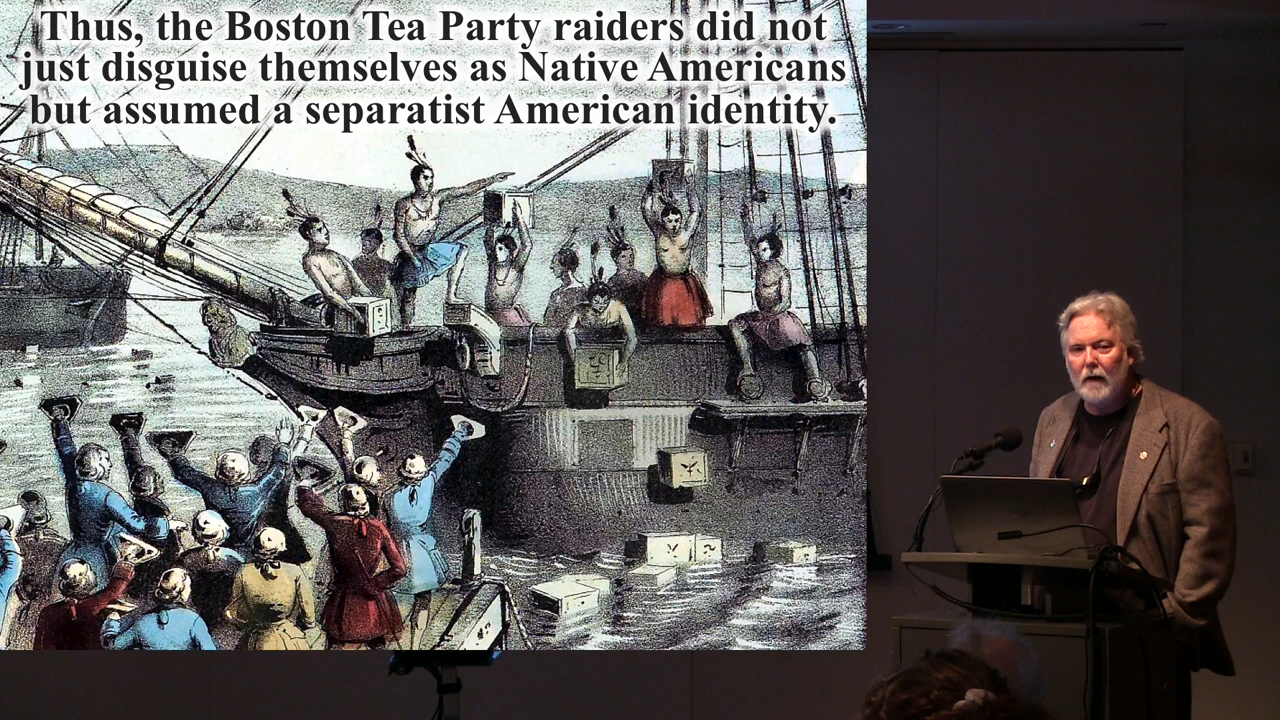 Thus, the Boston Tea Party raiders did not
just disguise themselves as Native Americans
but assumed a separatist American identity.